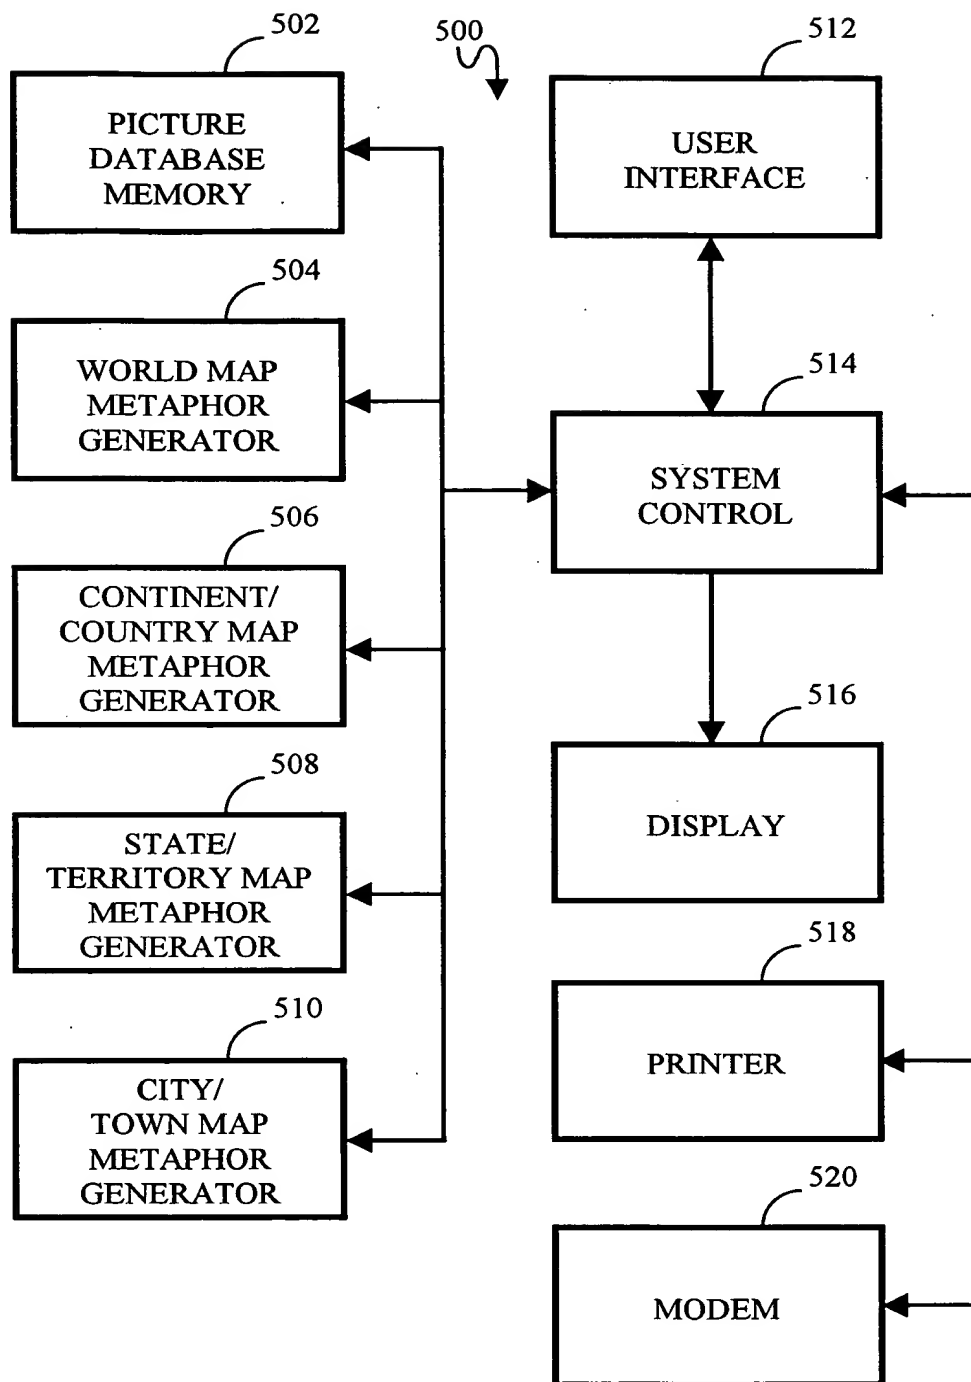 502
PICTURE
DATABASE
MEMORY
504
WORLD MAP
METAPHOR
GENERATOR
506
CONTINENT/
COUNTRY MAP
METAPHOR
GENERATOR
508
STATE/
TERRITORY MAP
METAPHOR
GENERATOR
510
CITY/
TOWN MAP
METAPHOR
GENERATOR
500
512
USER
INTERFACE
514
SYSTEM
CONTROL
516
DISPLAY
518
PRINTER
520
MODEM